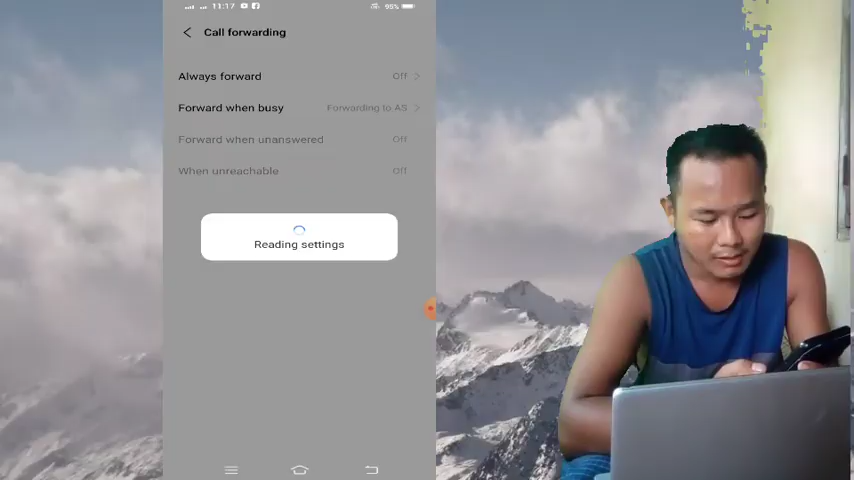 11:17 95%
Call forwarding
Always forward Off
Forward when busy Forwarding to AS
Forward when unanswered Off
When unreachable Off
Reading settings